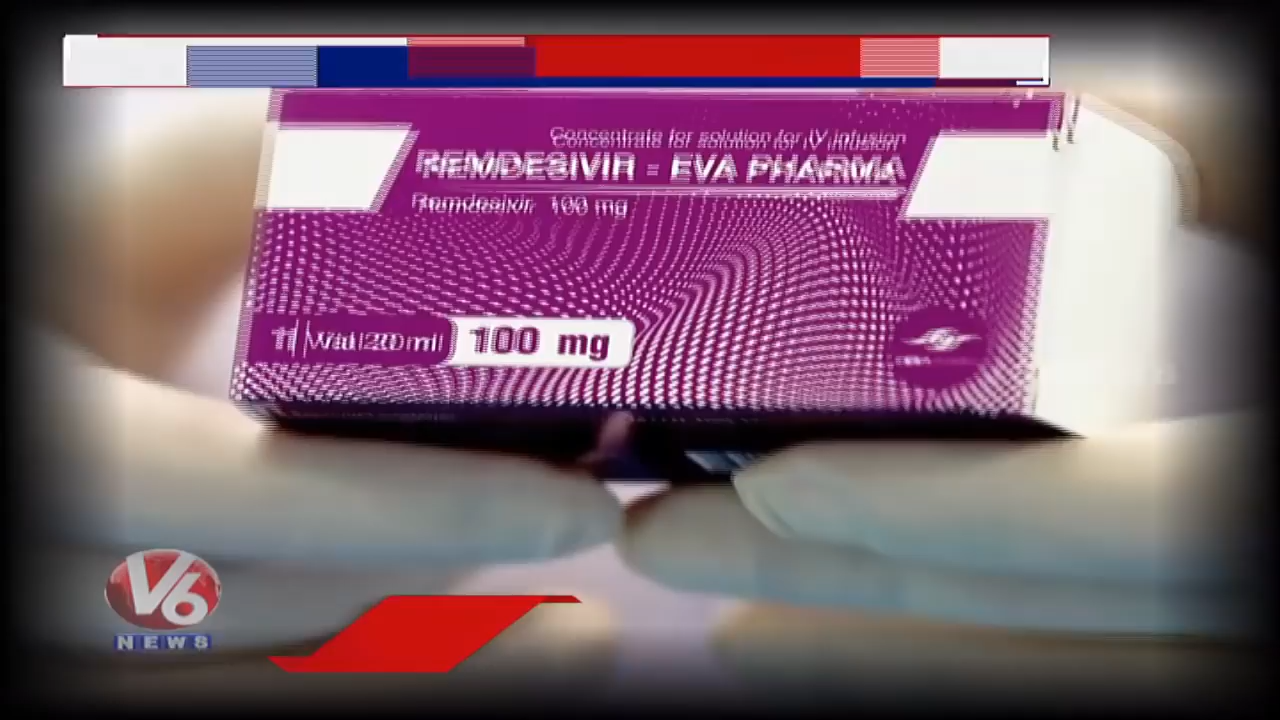 Concentrate for solution for IV infusion
REMDESIVIR - EVA PHARMA
Remdesivir 100 mg
1 Vial 20 ml
100 mg
V6
NEWS